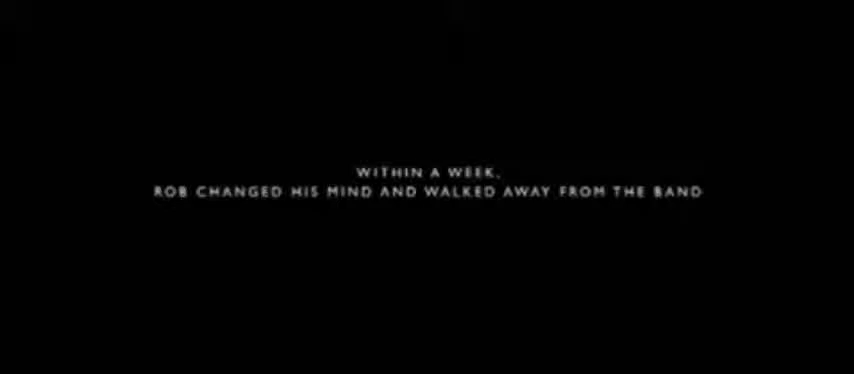 WITHIN A WEEK,
ROB CHANGED HIS MIND AND WALKED AWAY FROM THE BAND